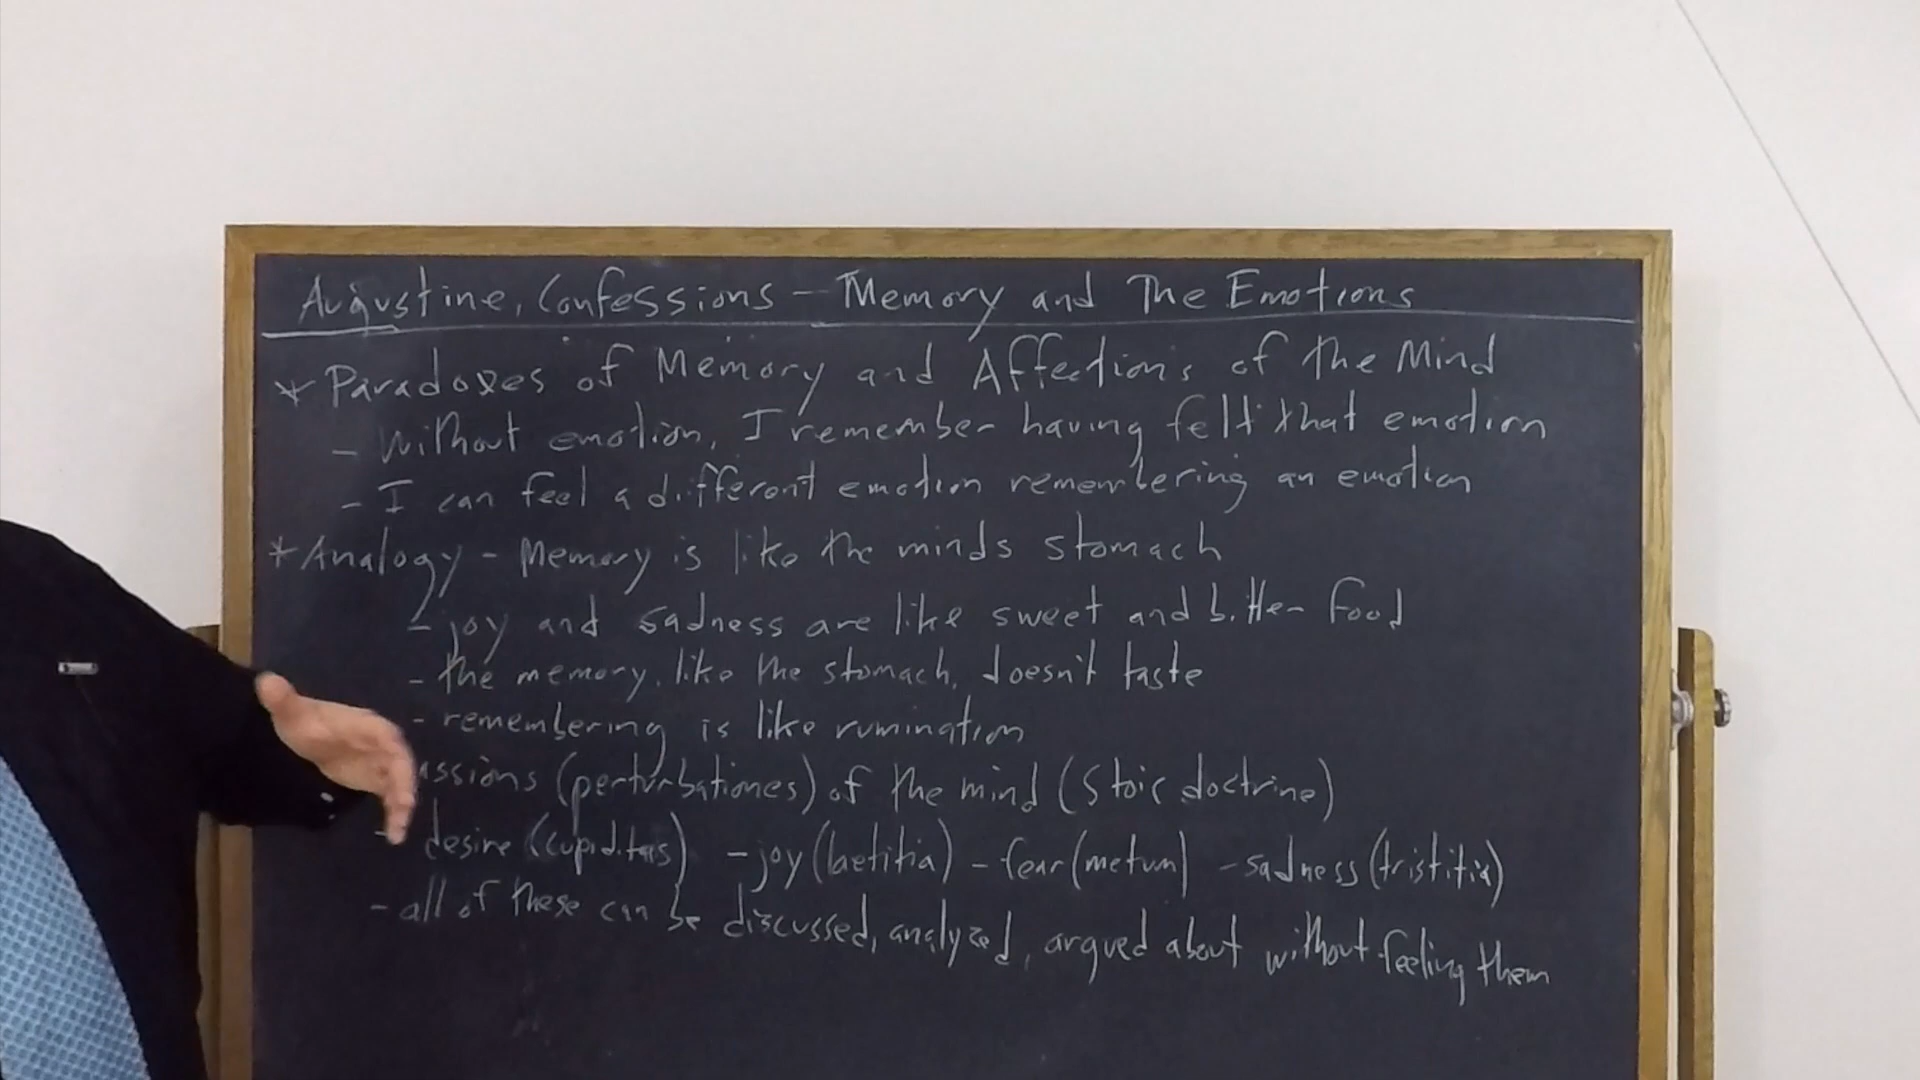 Augustine, Confessions - Memory and The Emotions
* Paradoxes of Memory and Affections of the Mind
- Without emotion, I remember having felt that emotion
- I can feel a different emotion remembering an emotion
* Analogy - Memory is like the minds stomach
- joy and sadness are like sweet and bitter food
- the memory, like the stomach, doesn't taste
- remembering is like rumination
assions (perturbationes) of the mind (Stoic doctrine)
- desire (cupiditas) - joy (laetitia) - fear (metum) - sadness (tristitia)
- all of these can be discussed, analyzed, argued about without feeling them